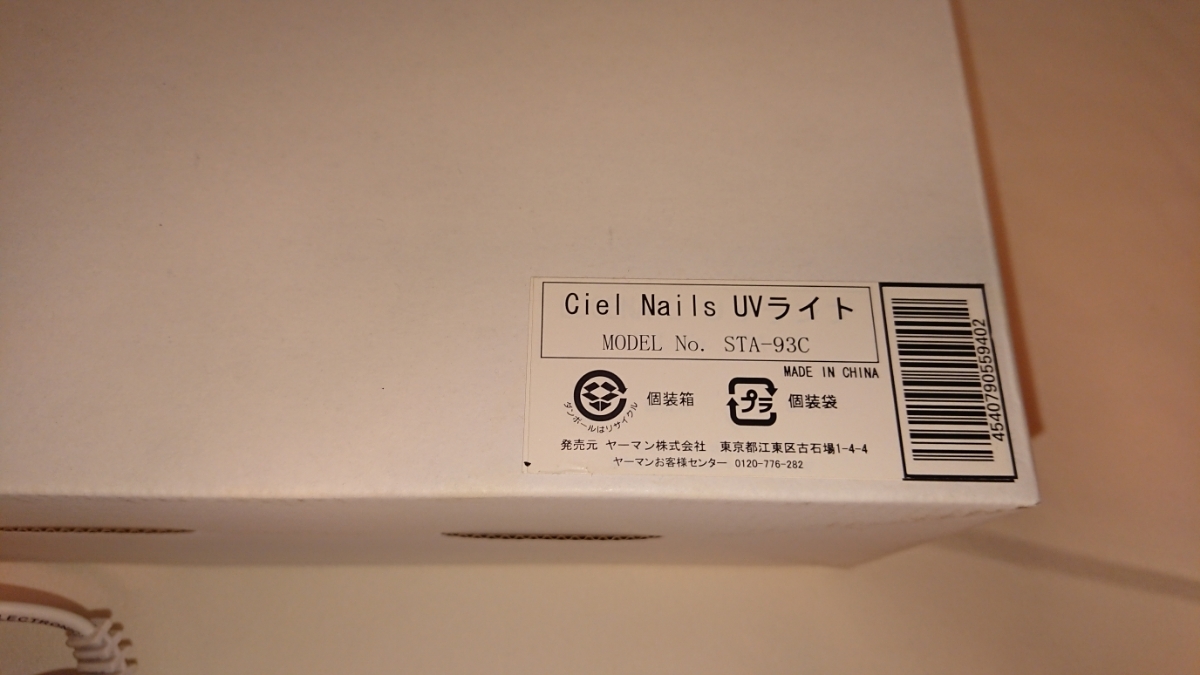 Ciel Nails UVライト
MODEL No. STA-93C
MADE IN CHINA
ダンボールはリサイクル
個装箱
プラ
個装袋
発売元 ヤーマン株式会社 東京都江東区古石場1-4-4
ヤーマンお客様センター 0120-776-282
4540790559402
LECTRON